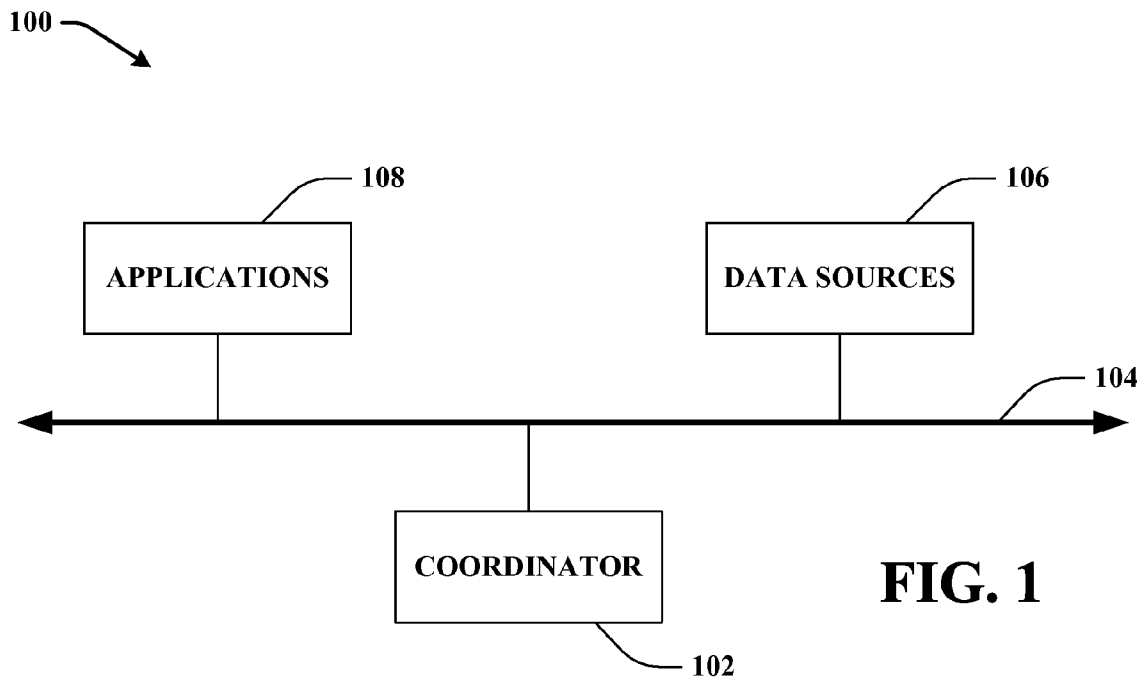 100
108
106
APPLICATIONS
DATA SOURCES
104
COORDINATOR
FIG. 1
102